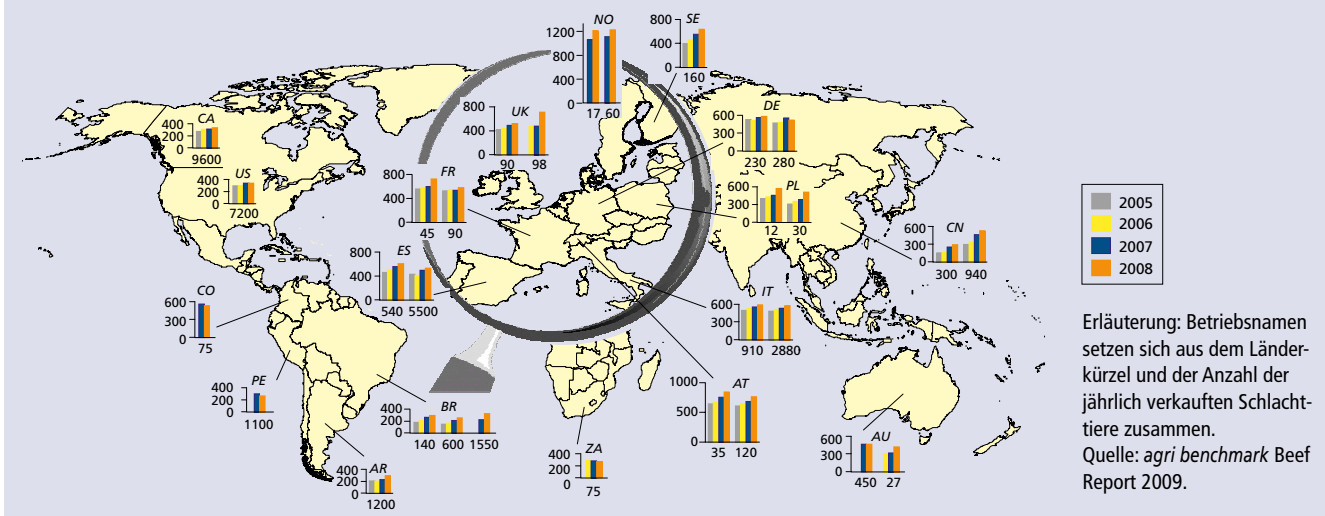 NO
1200
800
400
0
17 60
SE
800
400
0
160
UK
800
400
0
90 98
DE
600
300
0
230 280
CA
400
200
0
9600
US
400
200
0
7200
FR
800
400
0
45 90
PL
600
300
0
12 30
CN
600
300
0
300 940
ES
800
400
0
540 5500
CO
600
300
0
75
IT
600
300
0
910 2880
PE
400
200
0
1100
BR
400
200
0
140 600 1550
AT
1000
500
0
35 120
ZA
400
200
0
75
AU
600
300
0
450 27
AR
400
200
0
1200
2005
2006
2007
2008
Erläuterung: Betriebsnamen
setzen sich aus dem Länder-
kürzel und der Anzahl der
jährlich verkauften Schlacht-
tiere zusammen.
Quelle: agri benchmark Beef
Report 2009.